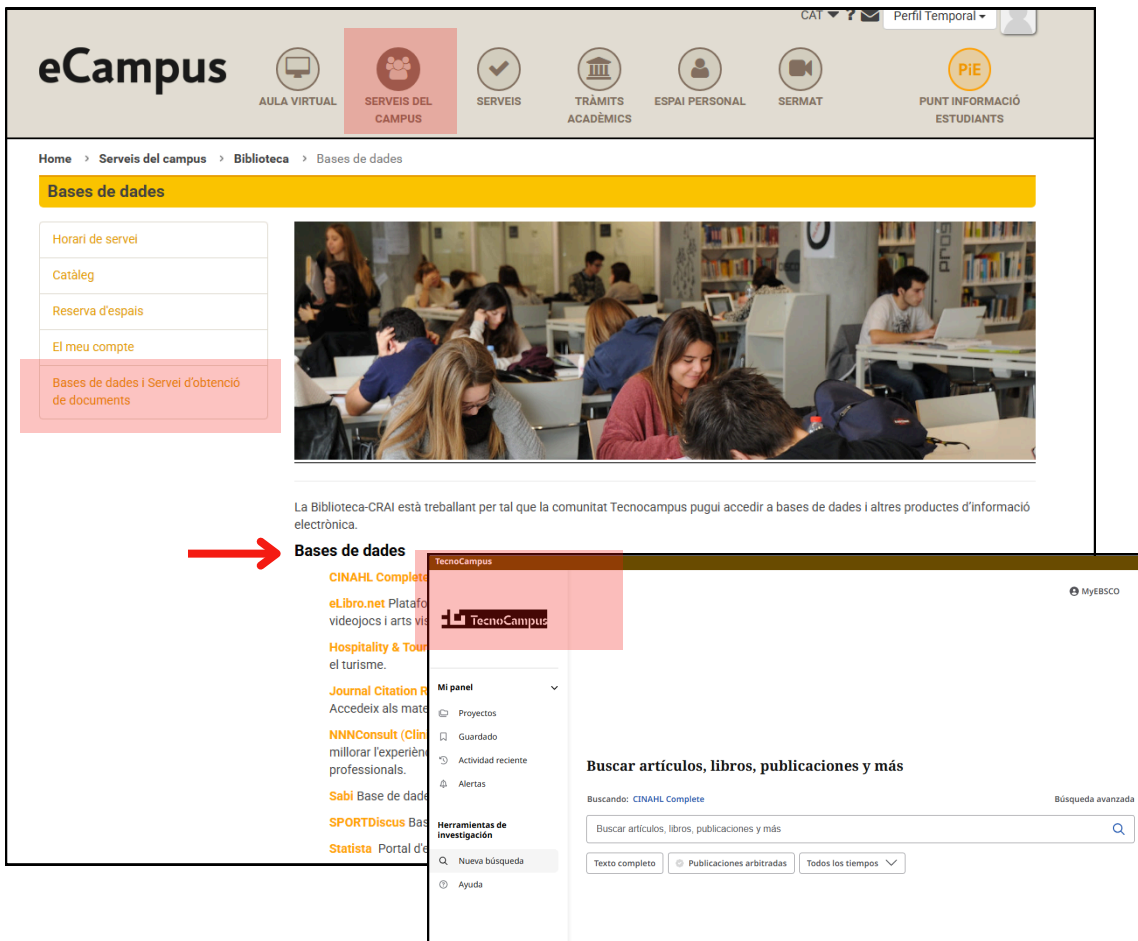 CAT ? Perfil Temporal
eCampus
AULA VIRTUAL
SERVEIS DEL
CAMPUS
SERVEIS
TRÀMITS
ACADÈMICS
ESPAI PERSONAL
SERMAT
PiE
PUNT INFORMACIÓ
ESTUDIANTS
Home > Serveis del campus > Biblioteca > Bases de dades
Bases de dades
Horari de servei
Catàleg
Reserva d'espais
El meu compte
Bases de dades i Servei d'obtenció
de documents
La Biblioteca-CRAI està treballant per tal que la comunitat Tecnocampus pugui accedir a bases de dades i altres productes d'informació
electrònica.
Bases de dades
CINAHL Complete
eLibro.net Platafo
videojocs i arts vis
Hospitality & Tour
el turisme.
Journal Citation R
Accedeix als mate
NNNConsult (Clin
millorar l'experièn
professionals.
Sabi Base de dade
SPORTDiscus Bas
Statista Portal d'e
TecnoCampus
TecnoCampus
MyEBSCO
Mi panel
Proyectos
Guardado
Actividad reciente
Alertas
Herramientas de
investigación
Nueva búsqueda
Ayuda
Buscar artículos, libros, publicaciones y más
Buscando: CINAHL Complete
Búsqueda avanzada
Buscar artículos, libros, publicaciones y más
Texto completo
Publicaciones arbitradas
Todos los tiempos